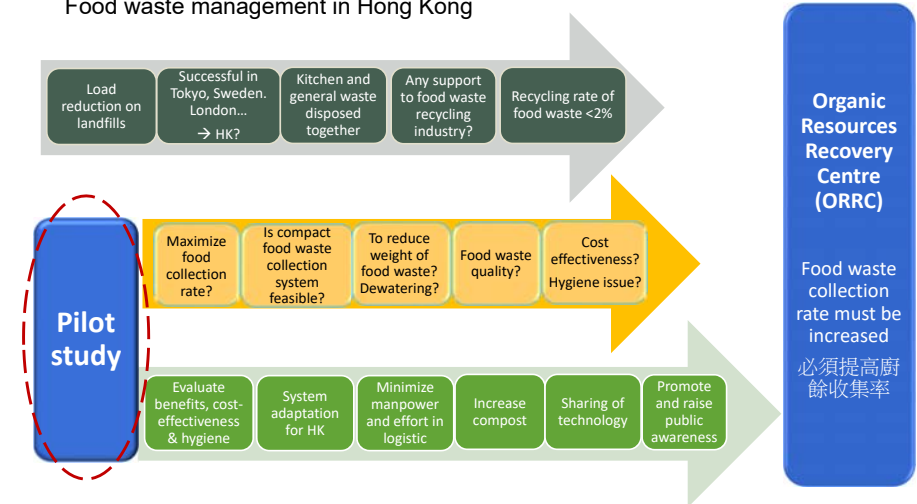 Food waste management in Hong Kong
Load
reduction on
landfills
Successful in
Tokyo, Sweden.
London...
→ HK?
Kitchen and
general waste
disposed
together
Any support
to food waste
recycling
industry?
Recycling rate of
food waste <2%
Pilot
study
Maximize
food
collection
rate?
Is compact
food waste
collection
system
feasible?
To reduce
weight of
food waste?
Dewatering?
Food waste
quality?
Cost
effectiveness?
Hygiene issue?
Evaluate
benefits, cost-
effectiveness
& hygiene
System
adaptation
for HK
Minimize
manpower
and effort in
logistic
Increase
compost
Sharing of
technology
Promote
and raise
public
awareness
Organic
Resources
Recovery
Centre
(ORRC)
Food waste
collection
rate must be
increased
必須提高廚
餘收集率